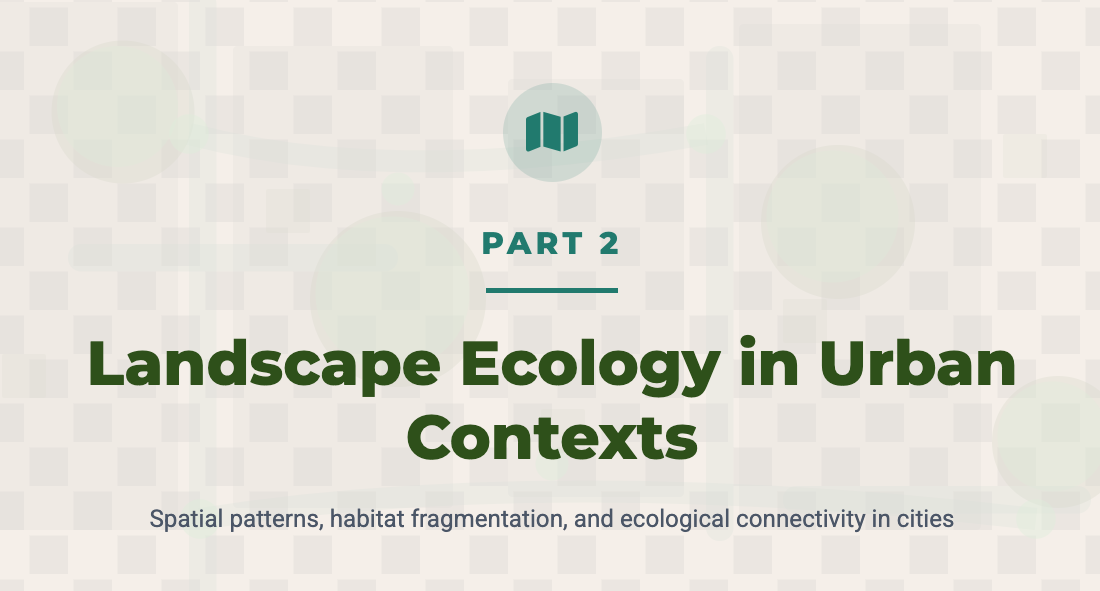 PART 2
Landscape Ecology in Urban
Contexts
Spatial patterns, habitat fragmentation, and ecological connectivity in cities